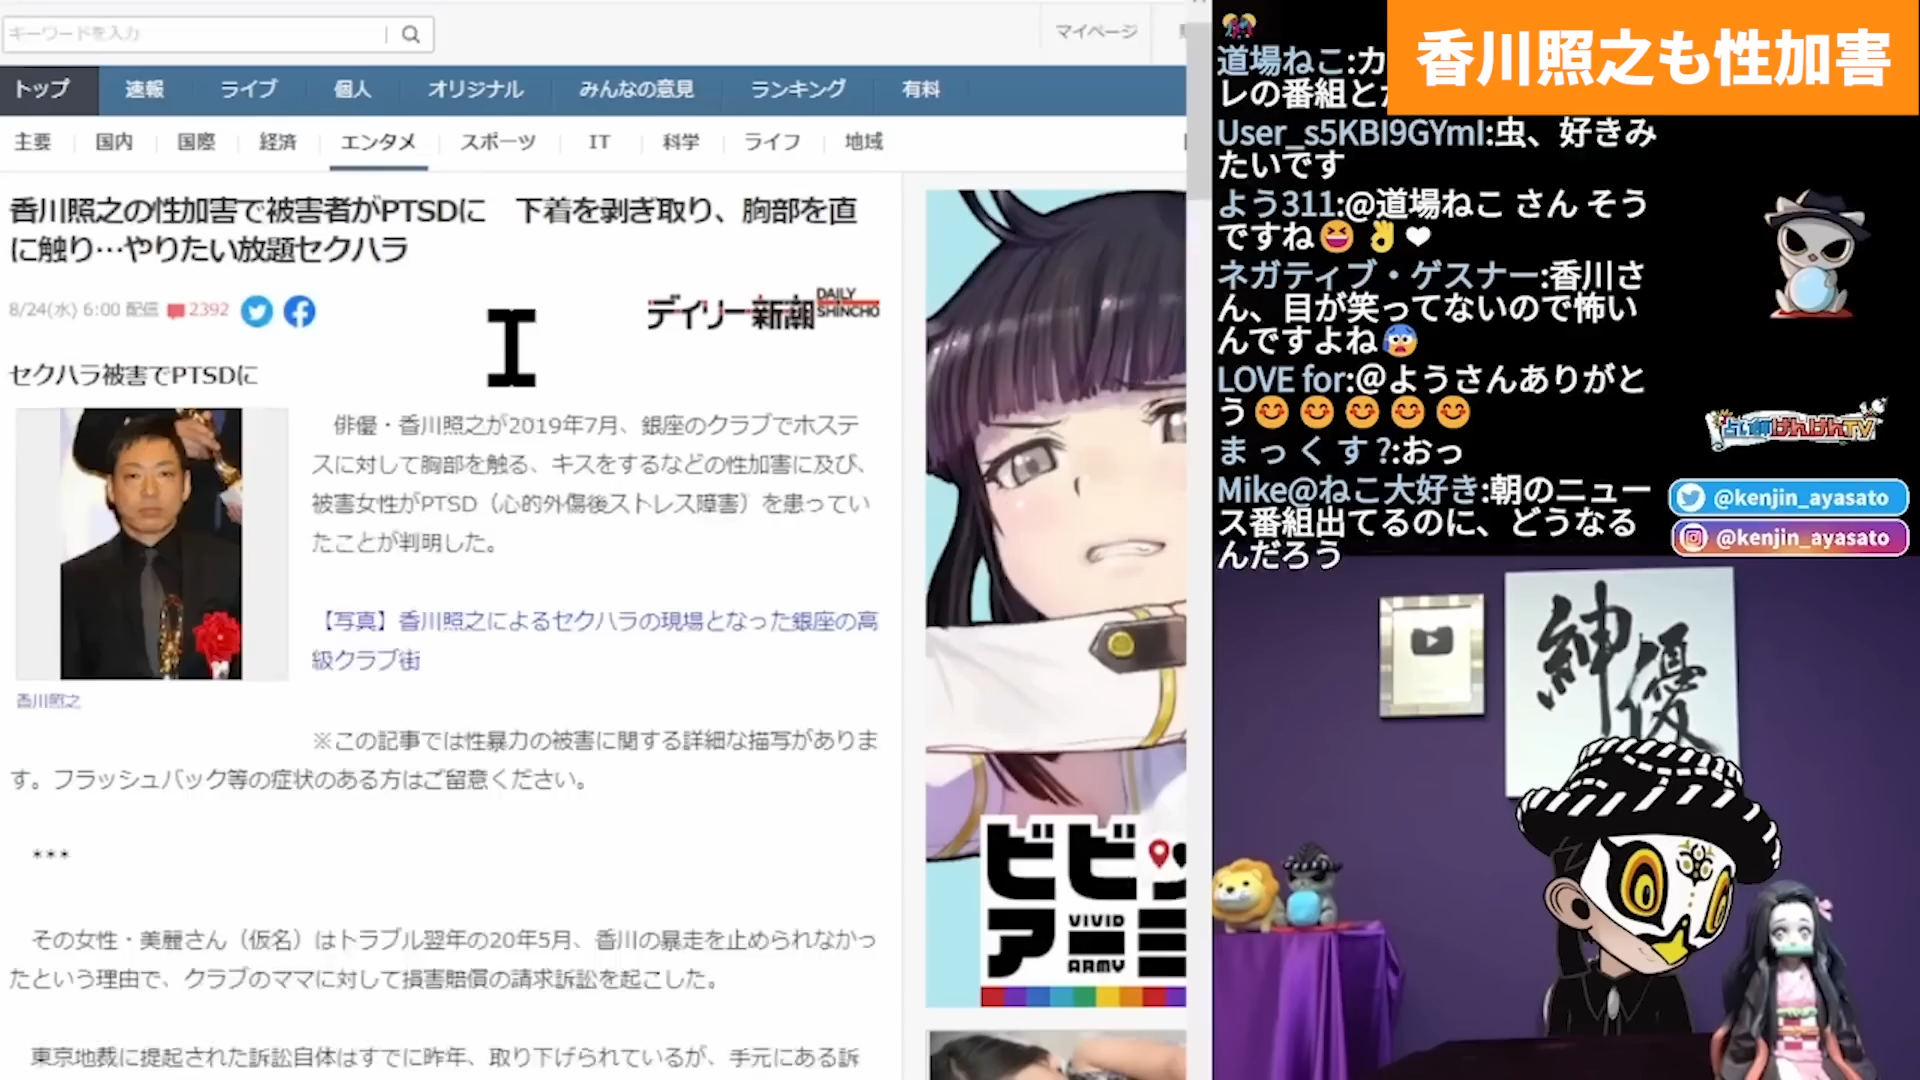 キーワードを入力
マイページ
トップ
速報
ライブ
個人
オリジナル
みんなの意見
ランキング
有料
主要
国内
国際
経済
エンタメ
スポーツ
IT
科学
ライフ
地域
香川照之の性加害で被害者がPTSDに　下着を剥ぎ取り、胸部を直
に触り…やりたい放題セクハラ
8/24(水) 6:00 配信
2392
デイリー新潮
DAILY
SHINCHO
セクハラ被害でPTSDに
俳優・香川照之が2019年7月、銀座のクラブでホステ
スに対して胸部を触る、キスをするなどの性加害に及び、
被害女性がPTSD（心的外傷後ストレス障害）を患ってい
たことが判明した。
【写真】香川照之によるセクハラの現場となった銀座の高
級クラブ街
香川照之
※この記事では性暴力の被害に関する詳細な描写がありま
す。フラッシュバック等の症状のある方はご留意ください。
***
その女性・美麗さん（仮名）はトラブル翌年の20年5月、香川の暴走を止められなかっ
たという理由で、クラブのママに対して損害賠償の請求訴訟を起こした。
東京地裁に提起された訴訟自体はすでに昨年、取り下げられているが、手元にある訴
ビビッ
アーミ
VIVID
ARMY
香川照之も性加害
道場ねこ:カ
レの番組とか
User_s5KBI9GYmI:虫、好きみ
たいです
よう311:@道場ねこ さん そう
ですね😆👌❤
ネガティブ・ゲスナー:香川さ
ん、目が笑ってないので怖い
んですよね😰
LOVE for:@ようさんありがと
う😊😊😊😊😊
ま っ く す ?:おっ
Mike@ねこ大好き:朝のニュー
ス番組出てるのに、どうなる
んだろう
占い師げんげんTV
@kenjin_ayasato
@kenjin_ayasato
紳優